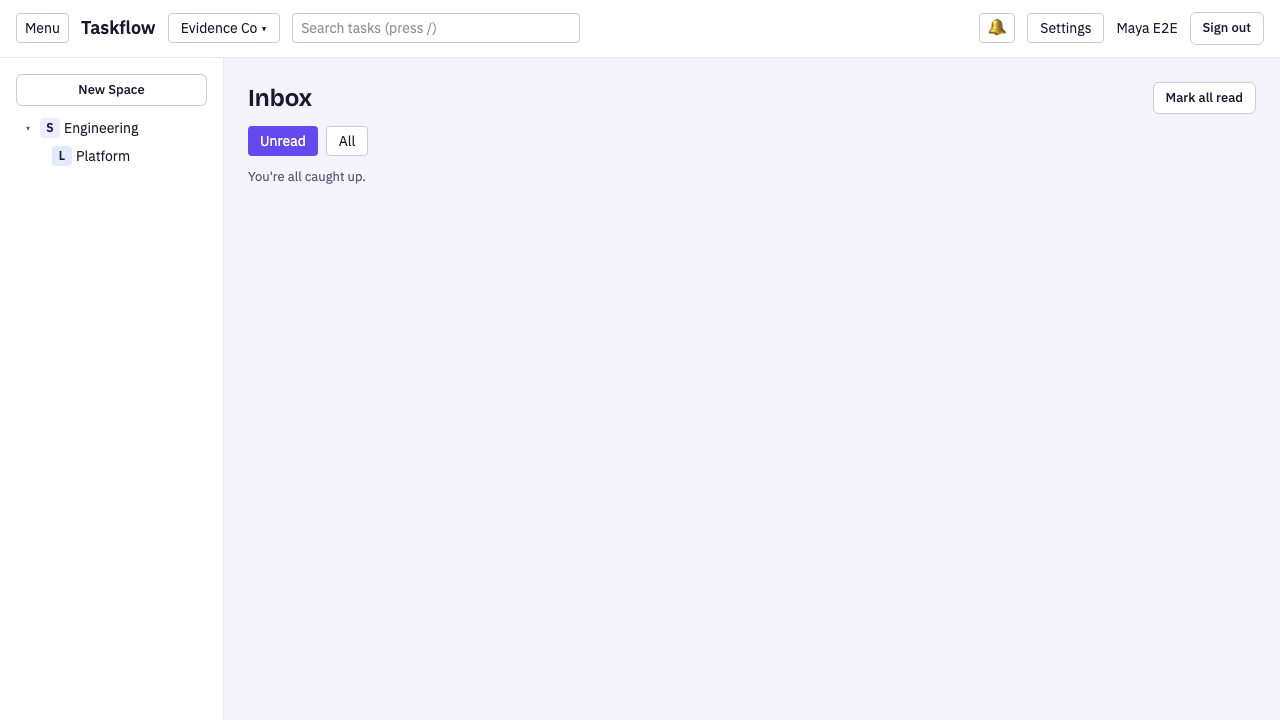 Menu Taskflow Evidence Co ▾ Search tasks (press /) Settings Maya E2E Sign out
New Space
▾ S Engineering
L Platform
Inbox
Mark all read
Unread All
You're all caught up.